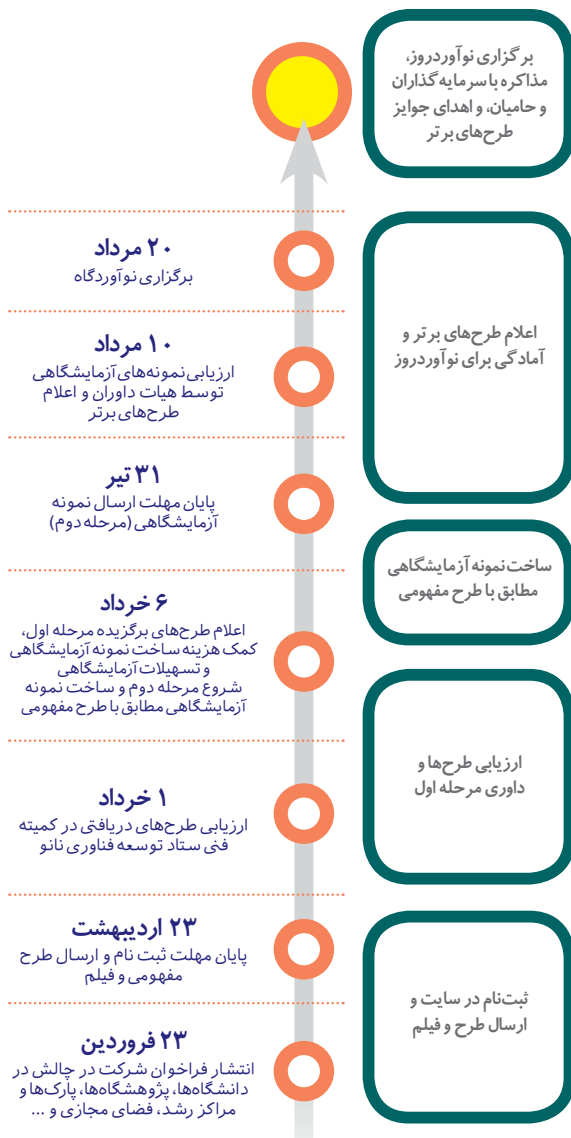 برگزاری نوآوردروز،
مذاکره با سرمایه‌گذاران
و حامیان، و اهدای جوایز
طرح‌های برتر
اعلام طرح‌های برتر و
آمادگی برای نوآوردروز
۲۰ مرداد
برگزاری نوآوردگاه
۱۰ مرداد
ارزیابی نمونه‌های آزمایشگاهی
توسط هیات داوران و اعلام
طرح‌های برتر
۳۱ تیر
پایان مهلت ارسال نمونه
آزمایشگاهی (مرحله دوم)
ساخت نمونه آزمایشگاهی
مطابق با طرح مفهومی
۶ خرداد
اعلام طرح‌های برگزیده مرحله اول،
کمک هزینه ساخت نمونه آزمایشگاهی
و تسهیلات آزمایشگاهی
شروع مرحله دوم و ساخت نمونه
آزمایشگاهی مطابق با طرح مفهومی
ارزیابی طرح‌ها و
داوری مرحله اول
۱ خرداد
ارزیابی طرح‌های دریافتی در کمیته
فنی ستاد توسعه فناوری نانو
ثبت‌نام در سایت و
ارسال طرح و فیلم
۲۳ اردیبهشت
پایان مهلت ثبت نام و ارسال طرح
مفهومی و فیلم
۲۳ فروردین
انتشار فراخوان شرکت در چالش در
دانشگاه‌ها، پژوهشگاه‌ها، پارک‌ها و
مراکز رشد، فضای مجازی و ...